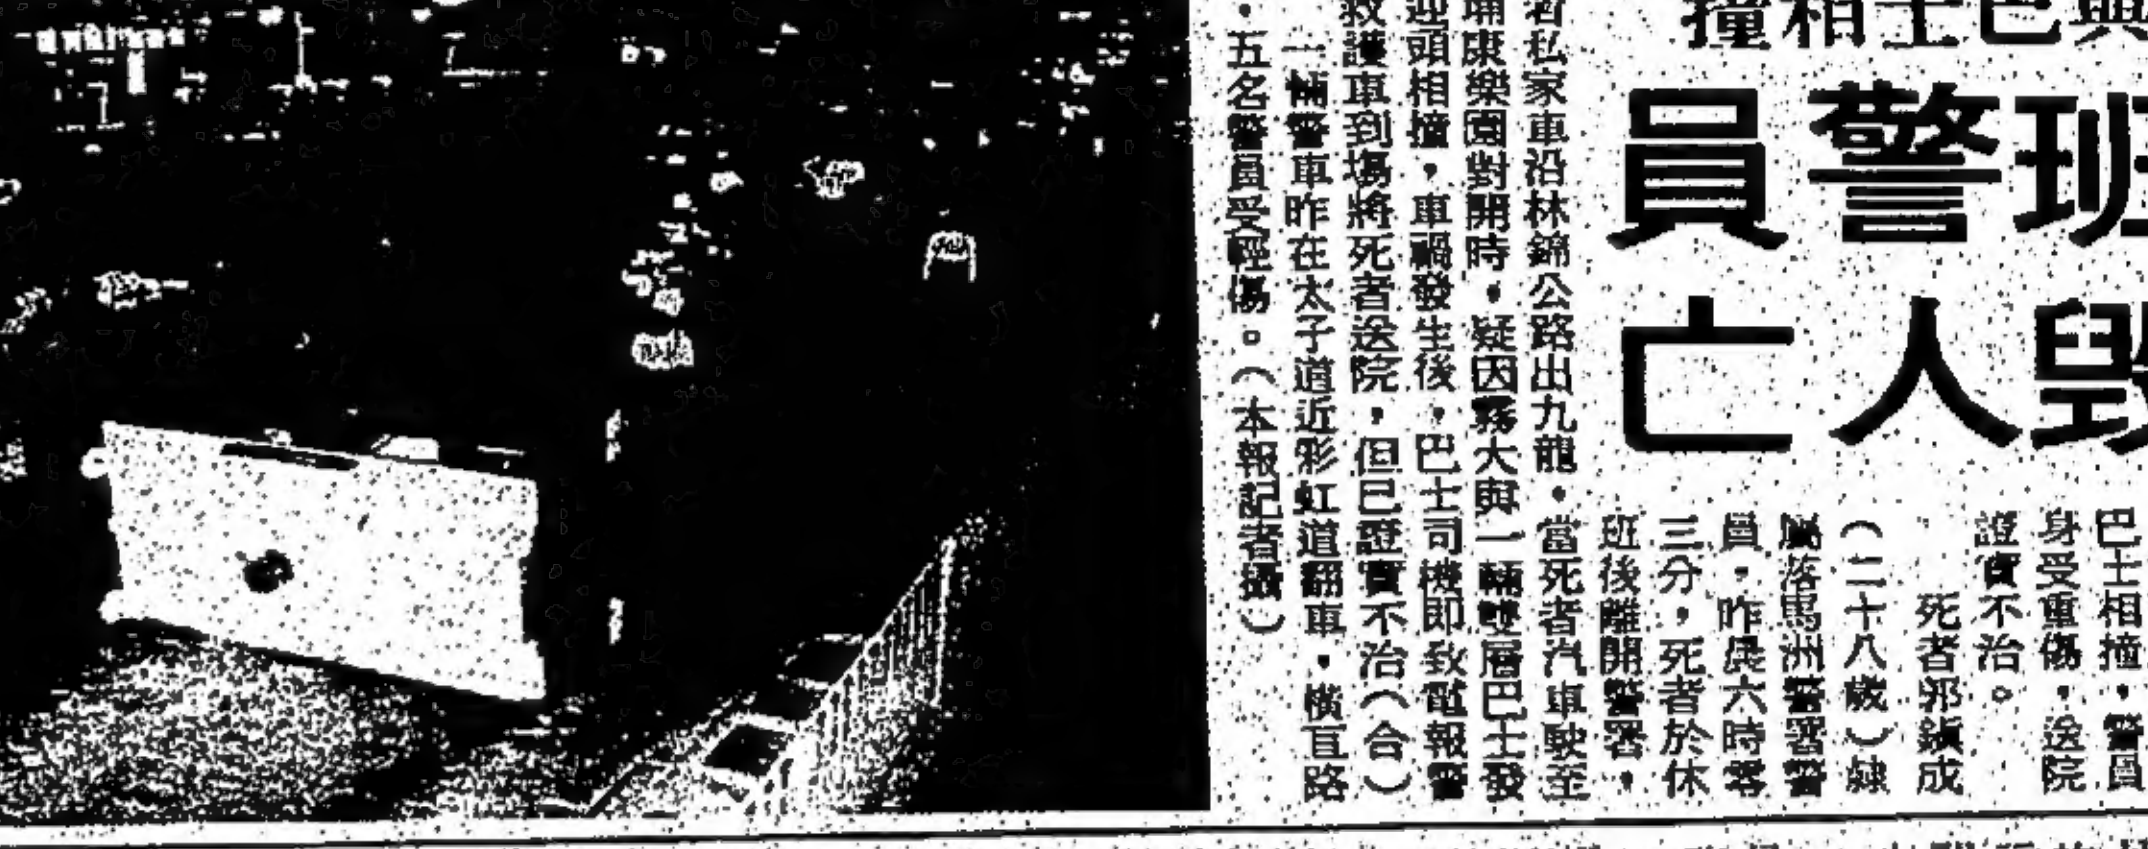 與巴士相撞
班警員
毀人亡
巴士相撞，警員
身受重傷，送院
證實不治。
死者邪鎮成
（二十八歲）隸
屬落馬洲警署警
員，昨晨六時零
三分，死者於休
班後離開警署，
私家車沿林錦公路出九龍，當死者汽車駛至
埔康樂園對開時，疑因霧大與一輛雙層巴士發
迎頭相撞，車禍發生後，巴士司機即致電報警
救護車到場將死者送院，但已證實不治（合）
一輛警車昨在太子道近彩虹道翻車，橫亘路
，五名警員受輕傷。（本報記者攝）